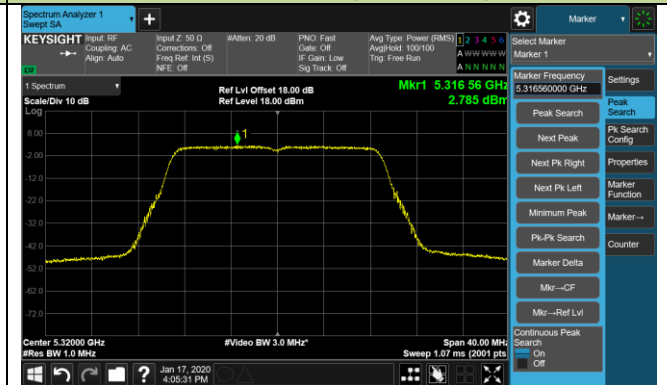 Spectrum Analyzer 1
Swept SA
+
Marker
KEYSIGHT
Input: RF
Coupling: AC
Align: Auto
Input Z: 50 Ω
Corrections: Off
Freq Ref: Int (S)
NFE: Off
#Atten: 20 dB
PNO: Fast
Gate: Off
IF Gain: Low
Sig Track: Off
Avg Type: Power (RMS)
Avg|Hold: 100/100
Trig: Free Run
1 2 3 4 5 6
A W W W W W
A N N N N N
LXI
Select Marker
Marker 1
1 Spectrum
Scale/Div 10 dB
Log
Ref Lvl Offset 18.00 dB
Ref Level 18.00 dBm
Mkr1 5.316 56 GHz
2.785 dBm
1
8.00
-2.00
-12.0
-22.0
-32.0
-42.0
-52.0
-62.0
-72.0
Center 5.32000 GHz
#Res BW 1.0 MHz
#Video BW 3.0 MHz*
Span 40.00 MHz
Sweep 1.07 ms (2001 pts)
Marker Frequency
5.316560000 GHz
Peak Search
Next Peak
Next Pk Right
Next Pk Left
Minimum Peak
Pk-Pk Search
Marker Delta
Mkr→CF
Mkr→Ref Lvl
Continuous Peak
Search
On
Off
Settings
Peak
Search
Pk Search
Config
Properties
Marker
Function
Marker→
Counter
?
Jan 17, 2020
4:05:31 PM